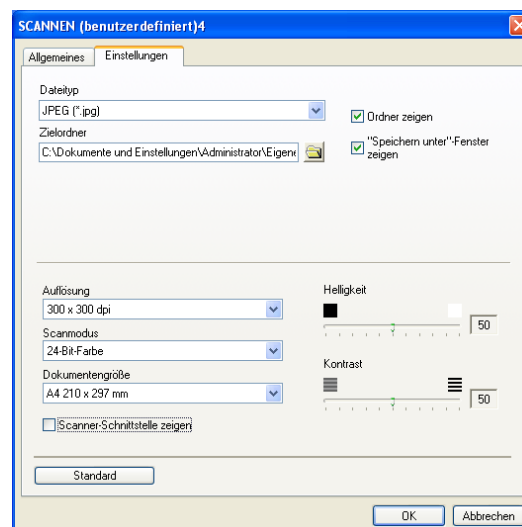 SCANNEN (benutzerdefiniert)4
Allgemeines
Einstellungen
Dateityp
JPEG (*.jpg)
Ordner zeigen
Zielordner
C:\Dokumente und Einstellungen\Administrator\Eigene
"Speichern unter"-Fenster
zeigen
Auflösung
300 x 300 dpi
Helligkeit
50
Scanmodus
24-Bit-Farbe
Dokumentengröße
A4 210 x 297 mm
Kontrast
50
Scanner-Schnittstelle zeigen
Standard
OK
Abbrechen